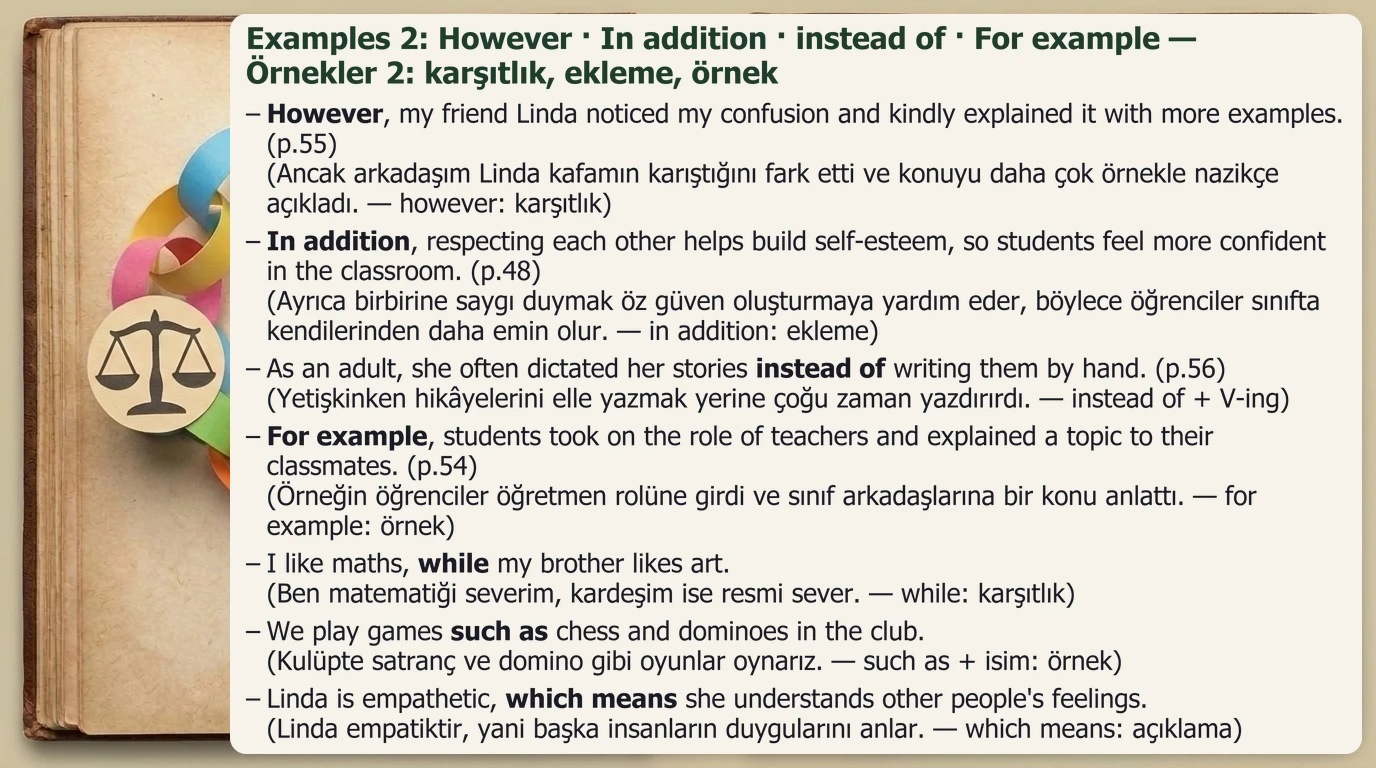 Examples 2: However · In addition · instead of · For example —
Örnekler 2: karşıtlık, ekleme, örnek
– However, my friend Linda noticed my confusion and kindly explained it with more examples.
(p.55)
(Ancak arkadaşım Linda kafamın karıştığını fark etti ve konuyu daha çok örnekle nazikçe
açıkladı. — however: karşıtlık)
– In addition, respecting each other helps build self-esteem, so students feel more confident
in the classroom. (p.48)
(Ayrıca birbirine saygı duymak öz güven oluşturmaya yardım eder, böylece öğrenciler sınıfta
kendilerinden daha emin olur. — in addition: ekleme)
– As an adult, she often dictated her stories instead of writing them by hand. (p.56)
(Yetişkinken hikâyelerini elle yazmak yerine çoğu zaman yazdırırdı. — instead of + V-ing)
– For example, students took on the role of teachers and explained a topic to their
classmates. (p.54)
(Örneğin öğrenciler öğretmen rolüne girdi ve sınıf arkadaşlarına bir konu anlattı. — for
example: örnek)
– I like maths, while my brother likes art.
(Ben matematiği severim, kardeşim ise resmi sever. — while: karşıtlık)
– We play games such as chess and dominoes in the club.
(Kulüpte satranç ve domino gibi oyunlar oynarız. — such as + isim: örnek)
– Linda is empathetic, which means she understands other people's feelings.
(Linda empatiktir, yani başka insanların duygularını anlar. — which means: açıklama)